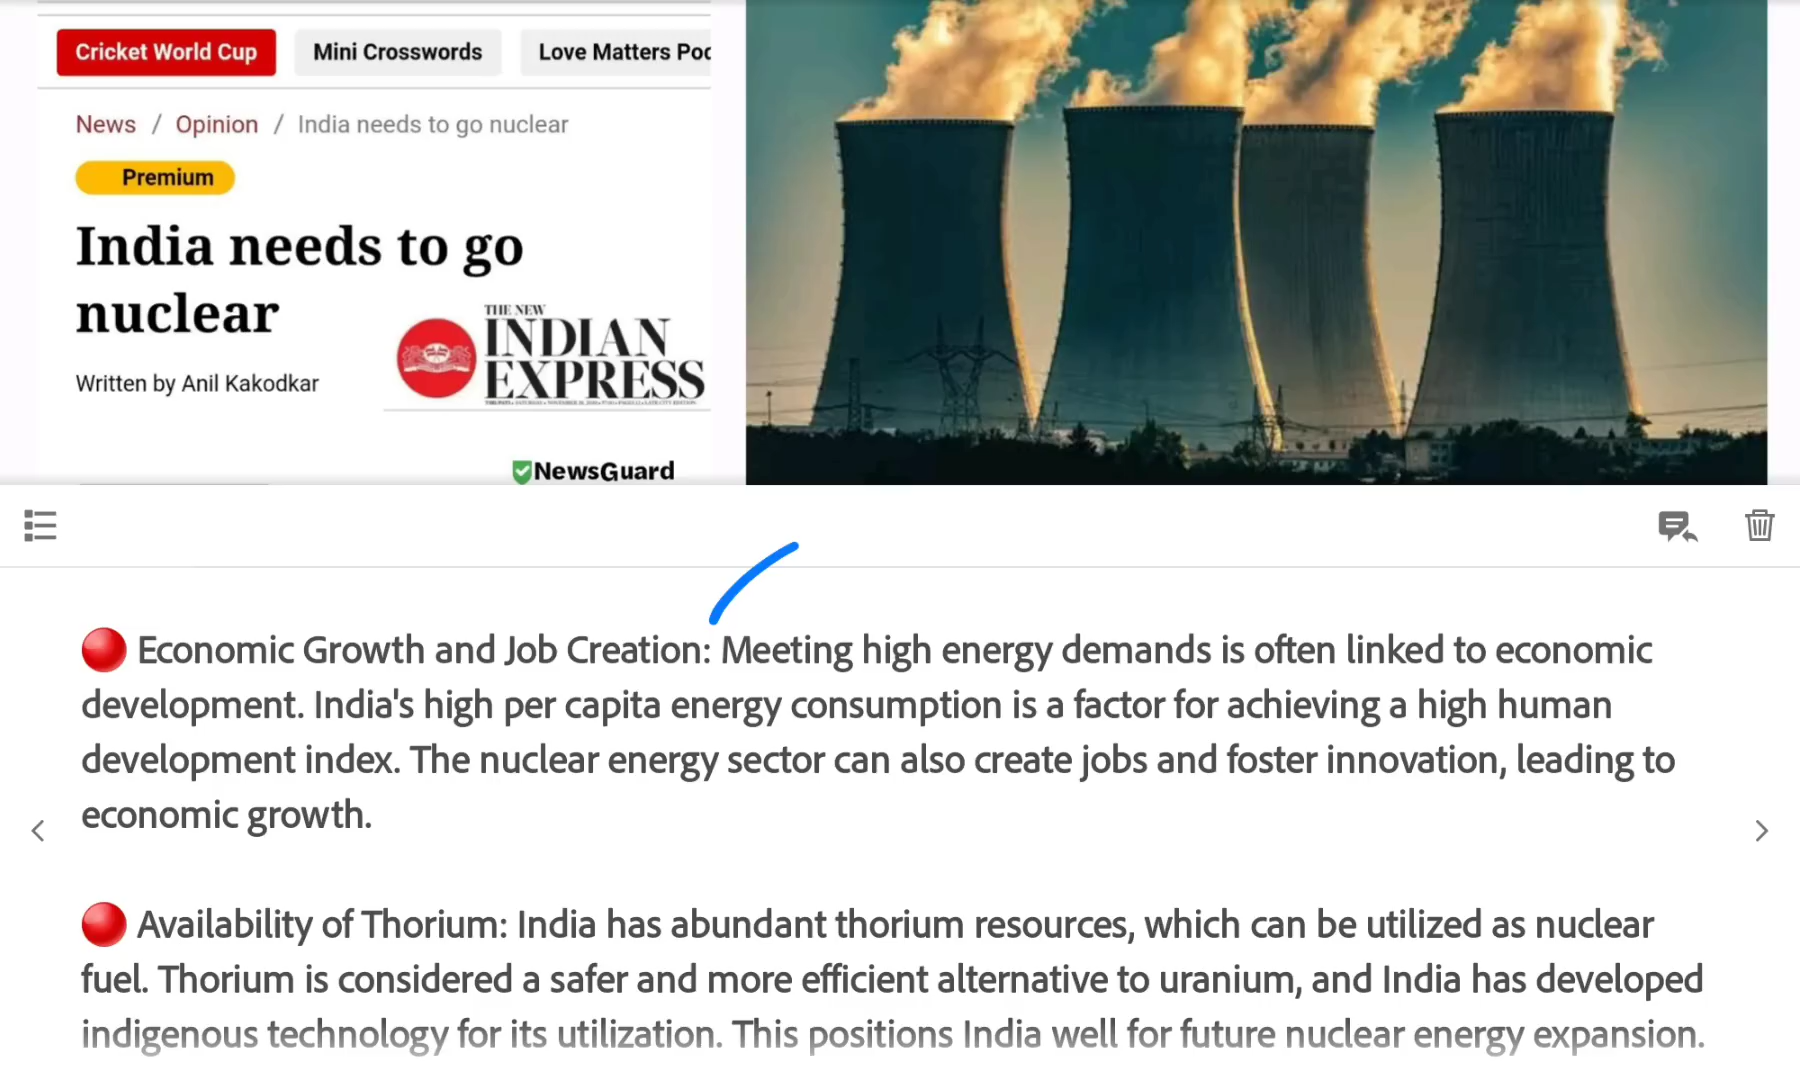 Cricket World Cup
Mini Crosswords
Love Matters Poc
News / Opinion / India needs to go nuclear
Premium
India needs to go
nuclear
THE NEW
INDIAN
EXPRESS
Written by Anil Kakodkar
NewsGuard
Economic Growth and Job Creation: Meeting high energy demands is often linked to economic
development. India's high per capita energy consumption is a factor for achieving a high human
development index. The nuclear energy sector can also create jobs and foster innovation, leading to
economic growth.
Availability of Thorium: India has abundant thorium resources, which can be utilized as nuclear
fuel. Thorium is considered a safer and more efficient alternative to uranium, and India has developed
indigenous technology for its utilization. This positions India well for future nuclear energy expansion.